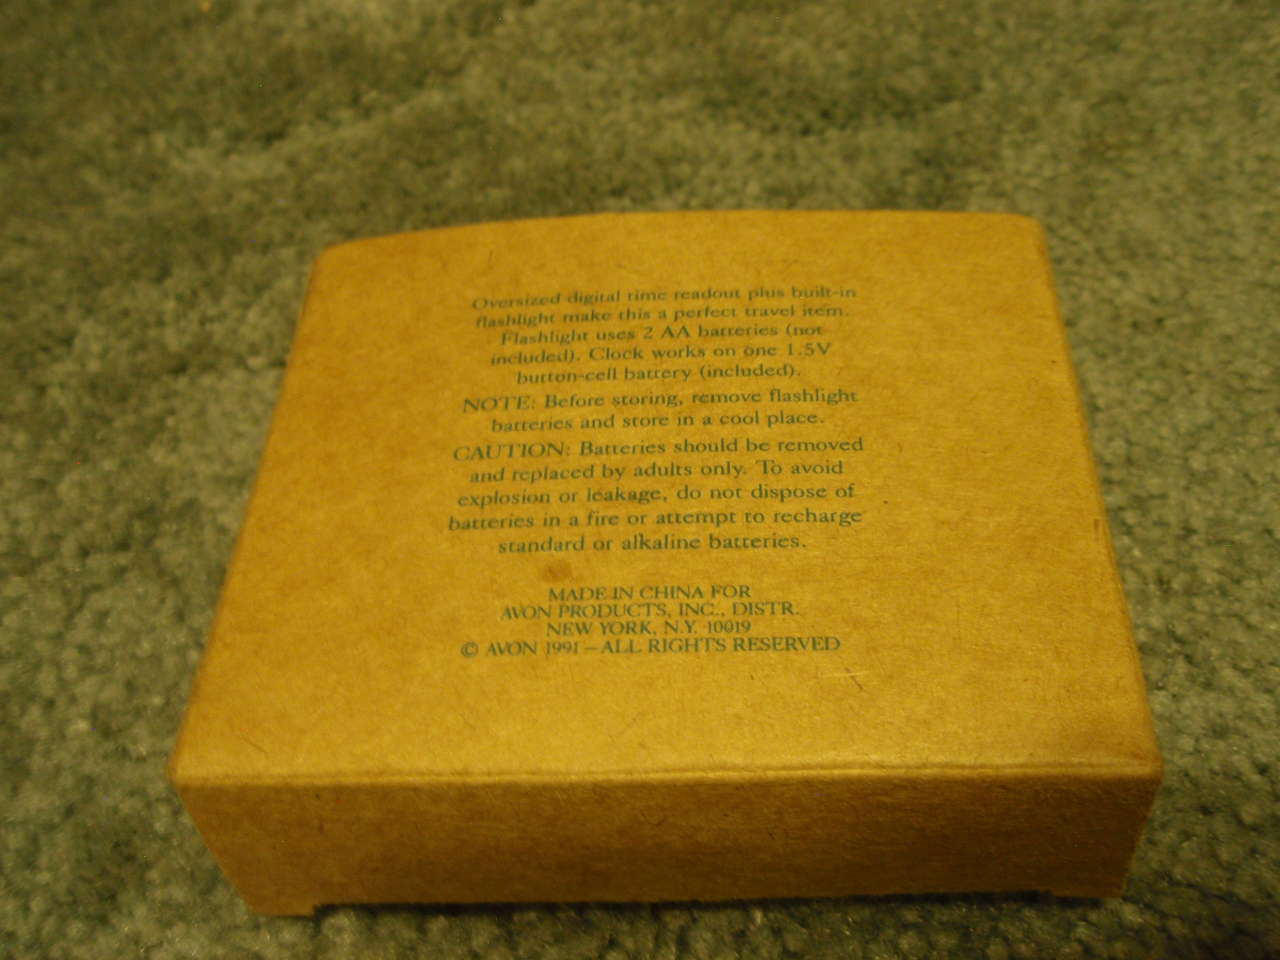 Oversized digital time readout plus built-in
flashlight make this a perfect travel item.
Flashlight uses 2 AA batteries (not
included). Clock works on one 1.5V
button-cell battery (included).
NOTE: Before storing, remove flashlight
batteries and store in a cool place.
CAUTION: Batteries should be removed
and replaced by adults only. To avoid
explosion or leakage, do not dispose of
batteries in a fire or attempt to recharge
standard or alkaline batteries.
MADE IN CHINA FOR
AVON PRODUCTS, INC., DISTR.
NEW YORK, N.Y. 10019
© AVON 1991 – ALL RIGHTS RESERVED